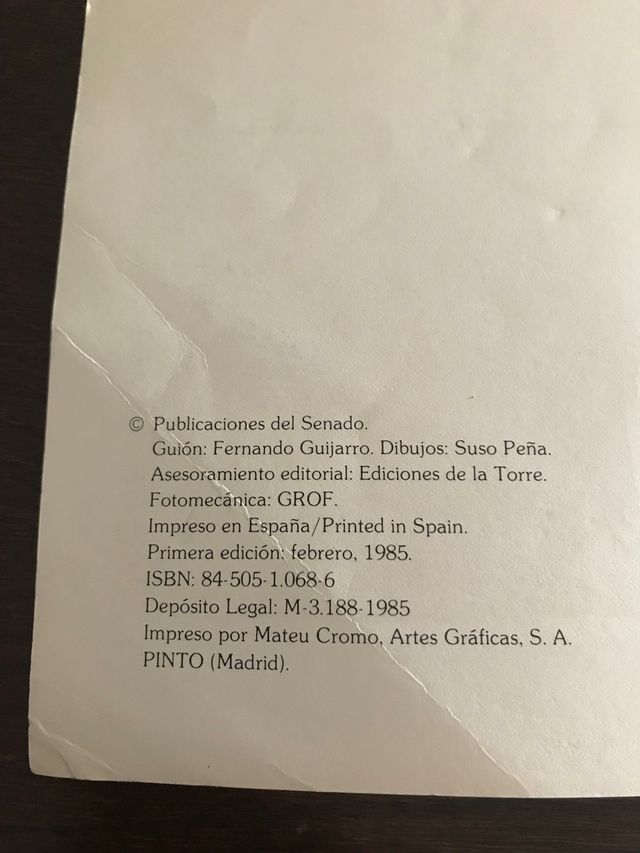 © Publicaciones del Senado.
Guión: Fernando Guijarro. Dibujos: Suso Peña.
Asesoramiento editorial: Ediciones de la Torre.
Fotomecánica: GROF.
Impreso en España/Printed in Spain.
Primera edición: febrero, 1985.
ISBN: 84-505-1.068-6
Depósito Legal: M-3.188-1985
Impreso por Mateu Cromo, Artes Gráficas, S. A.
PINTO (Madrid).